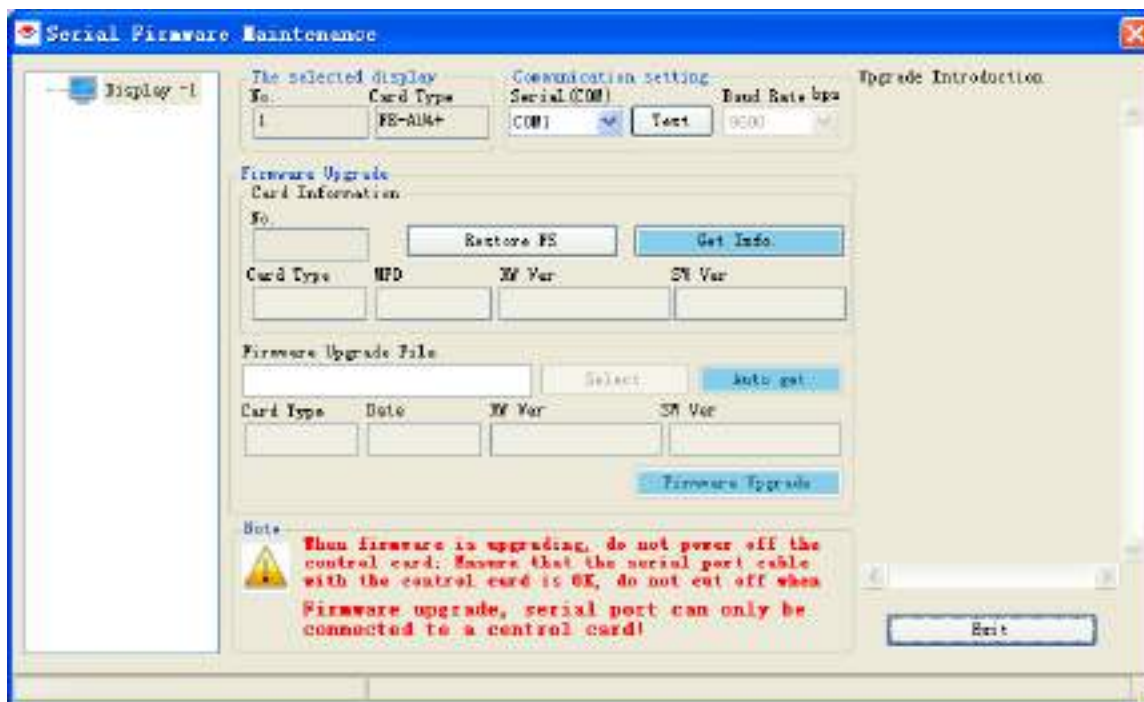 Serial Firmware Maintenance
Display -1
The selected display
No.
Card Type
1
Communication setting
Serial(COM)
Baud Rate bps
COM1
Test
9600
Upgrade Introduction
Firmware Upgrade
Card Information
No.
Restore FS
Get Info.
Card Type
MFD
HW Ver
SW Ver
Firmware Upgrade File
Select
Auto get
Card Type
Date
HW Ver
SW Ver
Firmware Upgrade
Note
When firmware is upgrading, do not power off the
control card; Ensure that the serial port cable
with the control card is OK, do not cut off when
Firmware upgrade, serial port can only be
connected to a control card!
Exit